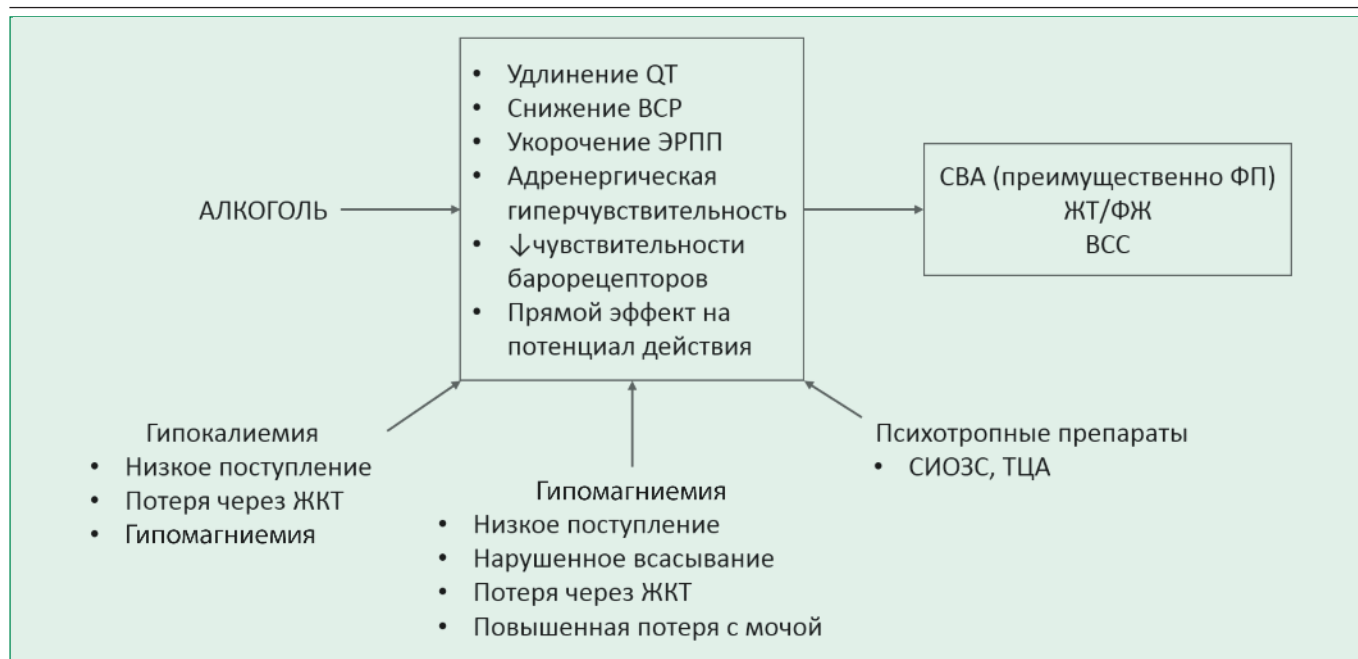 • Удлинение QT
• Снижение ВСР
• Укорочение ЭРПП
• Адренергическая
гиперчувствительность
• ↓чувствительности
барорецепторов
• Прямой эффект на
потенциал действия
АЛКОГОЛЬ
СВА (преимущественно ФП)
ЖТ/ФЖ
ВСС
Гипокалиемия
• Низкое поступление
• Потеря через ЖКТ
• Гипомагниемия
Гипомагниемия
• Низкое поступление
• Нарушенное всасывание
• Потеря через ЖКТ
• Повышенная потеря с мочой
Психотропные препараты
• СИОЗС, ТЦА